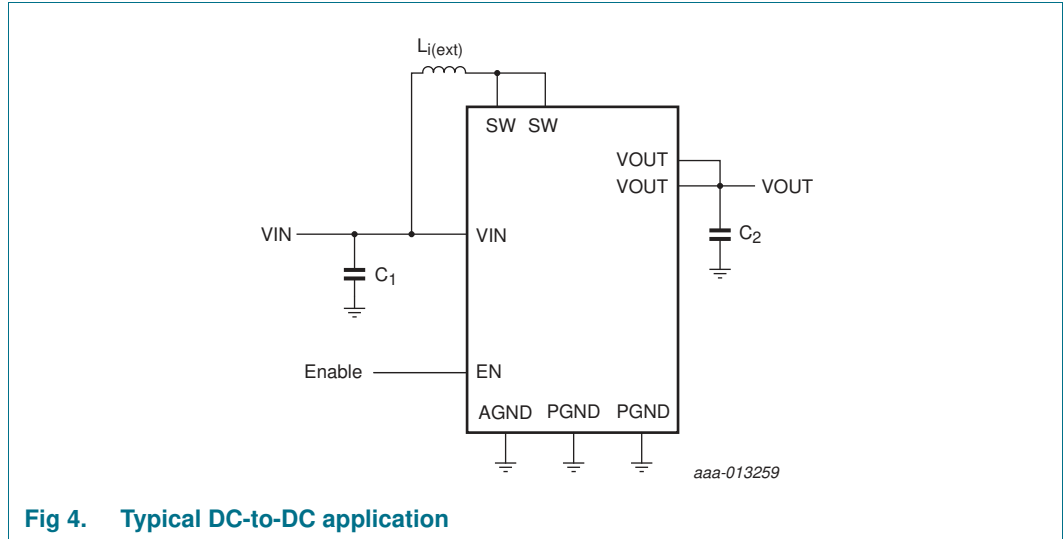 Li(ext)
SW SW
VOUT
VOUT VOUT
VIN VIN
C2
C1
Enable EN
AGND PGND PGND
aaa-013259
Fig 4. Typical DC-to-DC application